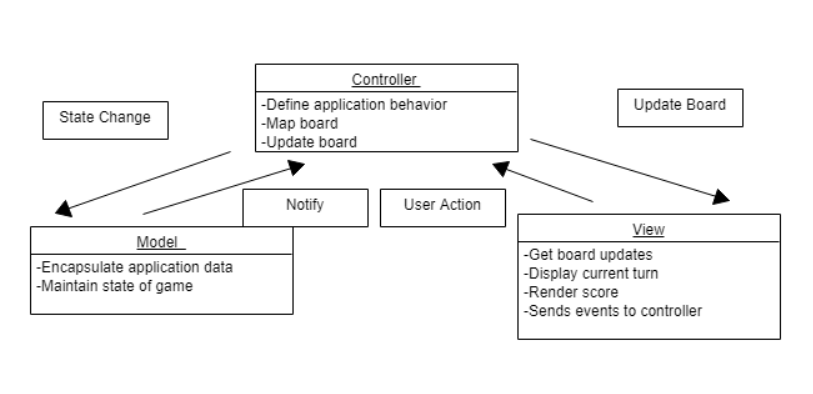 Controller
-Define application behavior
-Map board
-Update board
State Change
Update Board
Notify
User Action
Model
-Encapsulate application data
-Maintain state of game
View
-Get board updates
-Display current turn
-Render score
-Sends events to controller